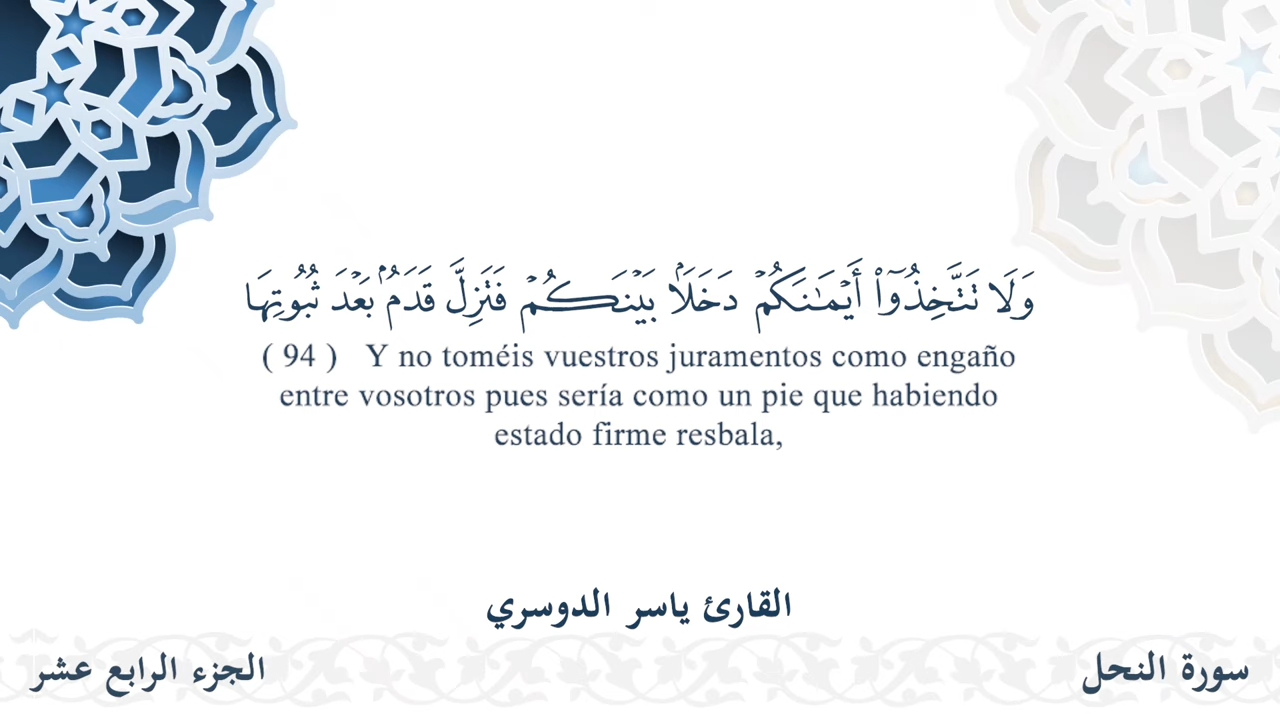 وَلَا تَتَّخِذُوٓا۟ أَيْمَـٰنَكُمْ دَخَلًۢا بَيْنَكُمْ فَتَزِلَّ قَدَمٌۢ بَعْدَ ثُبُوتِهَا
( 94 ) Y no toméis vuestros juramentos como engaño
entre vosotros pues sería como un pie que habiendo
estado firme resbala,
القارئ ياسر الدوسري
سورة النحل
الجزء الرابع عشر